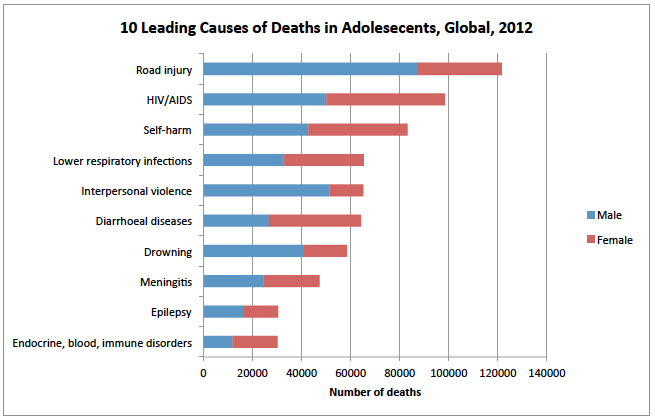 10 Leading Causes of Deaths in Adolesecents, Global, 2012
Road injury
HIV/AIDS
Self-harm
Lower respiratory infections
Interpersonal violence
Diarrhoeal diseases
Drowning
Meningitis
Epilepsy
Endocrine, blood, immune disorders
Male
Female
0 20000 40000 60000 80000 100000 120000 140000
Number of deaths